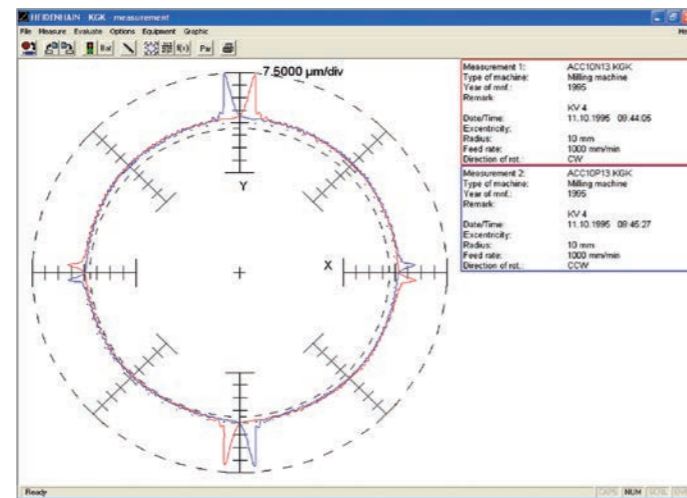 HEIDENHAIN - KGK - measurement
File Measure Evaluate Options Equipment Graphic
Par
7.5000 µm/div
Y
X
Measurement 1: ACC10N13.KGK
Type of machine: Milling machine
Year of mnf.: 1995
Remark:
KV 4
Date/Time: 11.10.1995 09:44:05
Excentricity:
Radius: 10 mm
Feed rate: 1000 mm/min
Direction of rot.: CW
Measurement 2: ACC10P13.KGK
Type of machine: Milling machine
Year of mnf.: 1995
Remark:
KV 4
Date/Time: 11.10.1995 09:45:27
Excentricity:
Radius: 10 mm
Feed rate: 1000 mm/min
Direction of rot.: CCW
Ready
CAPS NUM SCRL